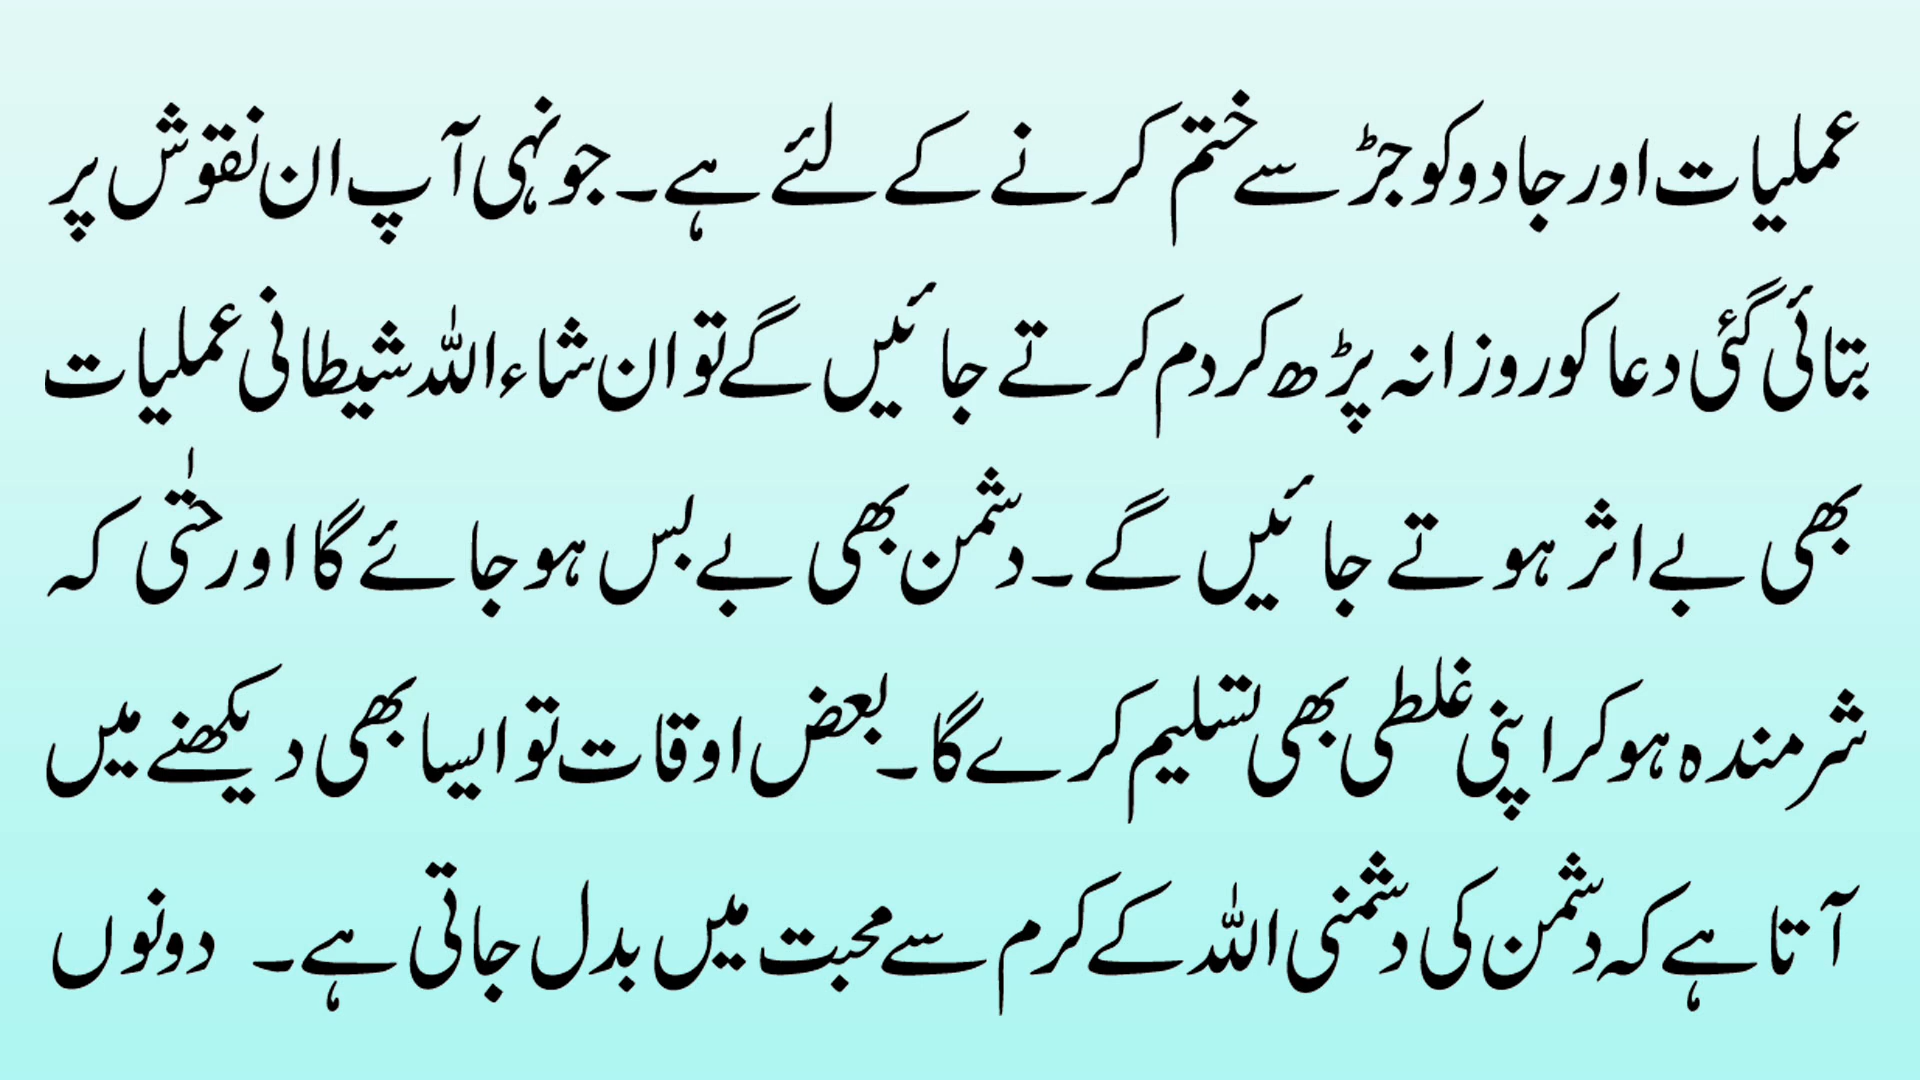 عملیات اور جادو کو جڑ سے ختم کرنے کے لئے ہے۔ جونہی آپ ان نقوش پر
بتائی گئی دعا کو روزانہ پڑھ کر دم کرتے جائیں گے تو ان شاء اللہ شیطانی عملیات
بھی بے اثر ہوتے جائیں گے۔ دشمن بھی بے بس ہو جائے گا اور حتٰی کہ
شرمندہ ہو کر اپنی غلطی بھی تسلیم کرے گا۔ بعض اوقات تو ایسا بھی دیکھنے میں
آتا ہے کہ دشمن کی دشمنی اللہ کے کرم سے محبت میں بدل جاتی ہے۔ دونوں